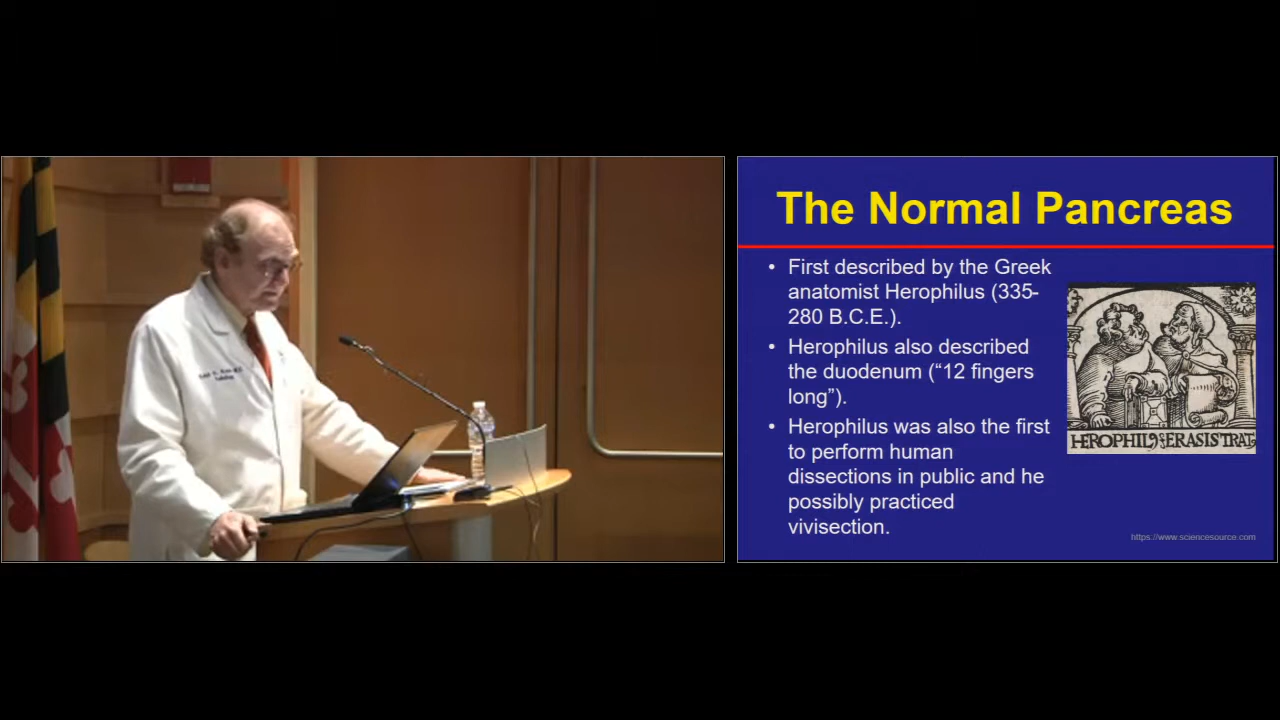 The Normal Pancreas
• First described by the Greek
anatomist Herophilus (335-
280 B.C.E.).
• Herophilus also described
the duodenum (“12 fingers
long”).
• Herophilus was also the first
to perform human
dissections in public and he
possibly practiced
vivisection.
HEROPHIL9 & ERASISTRAT
https://www.sciencesource.com